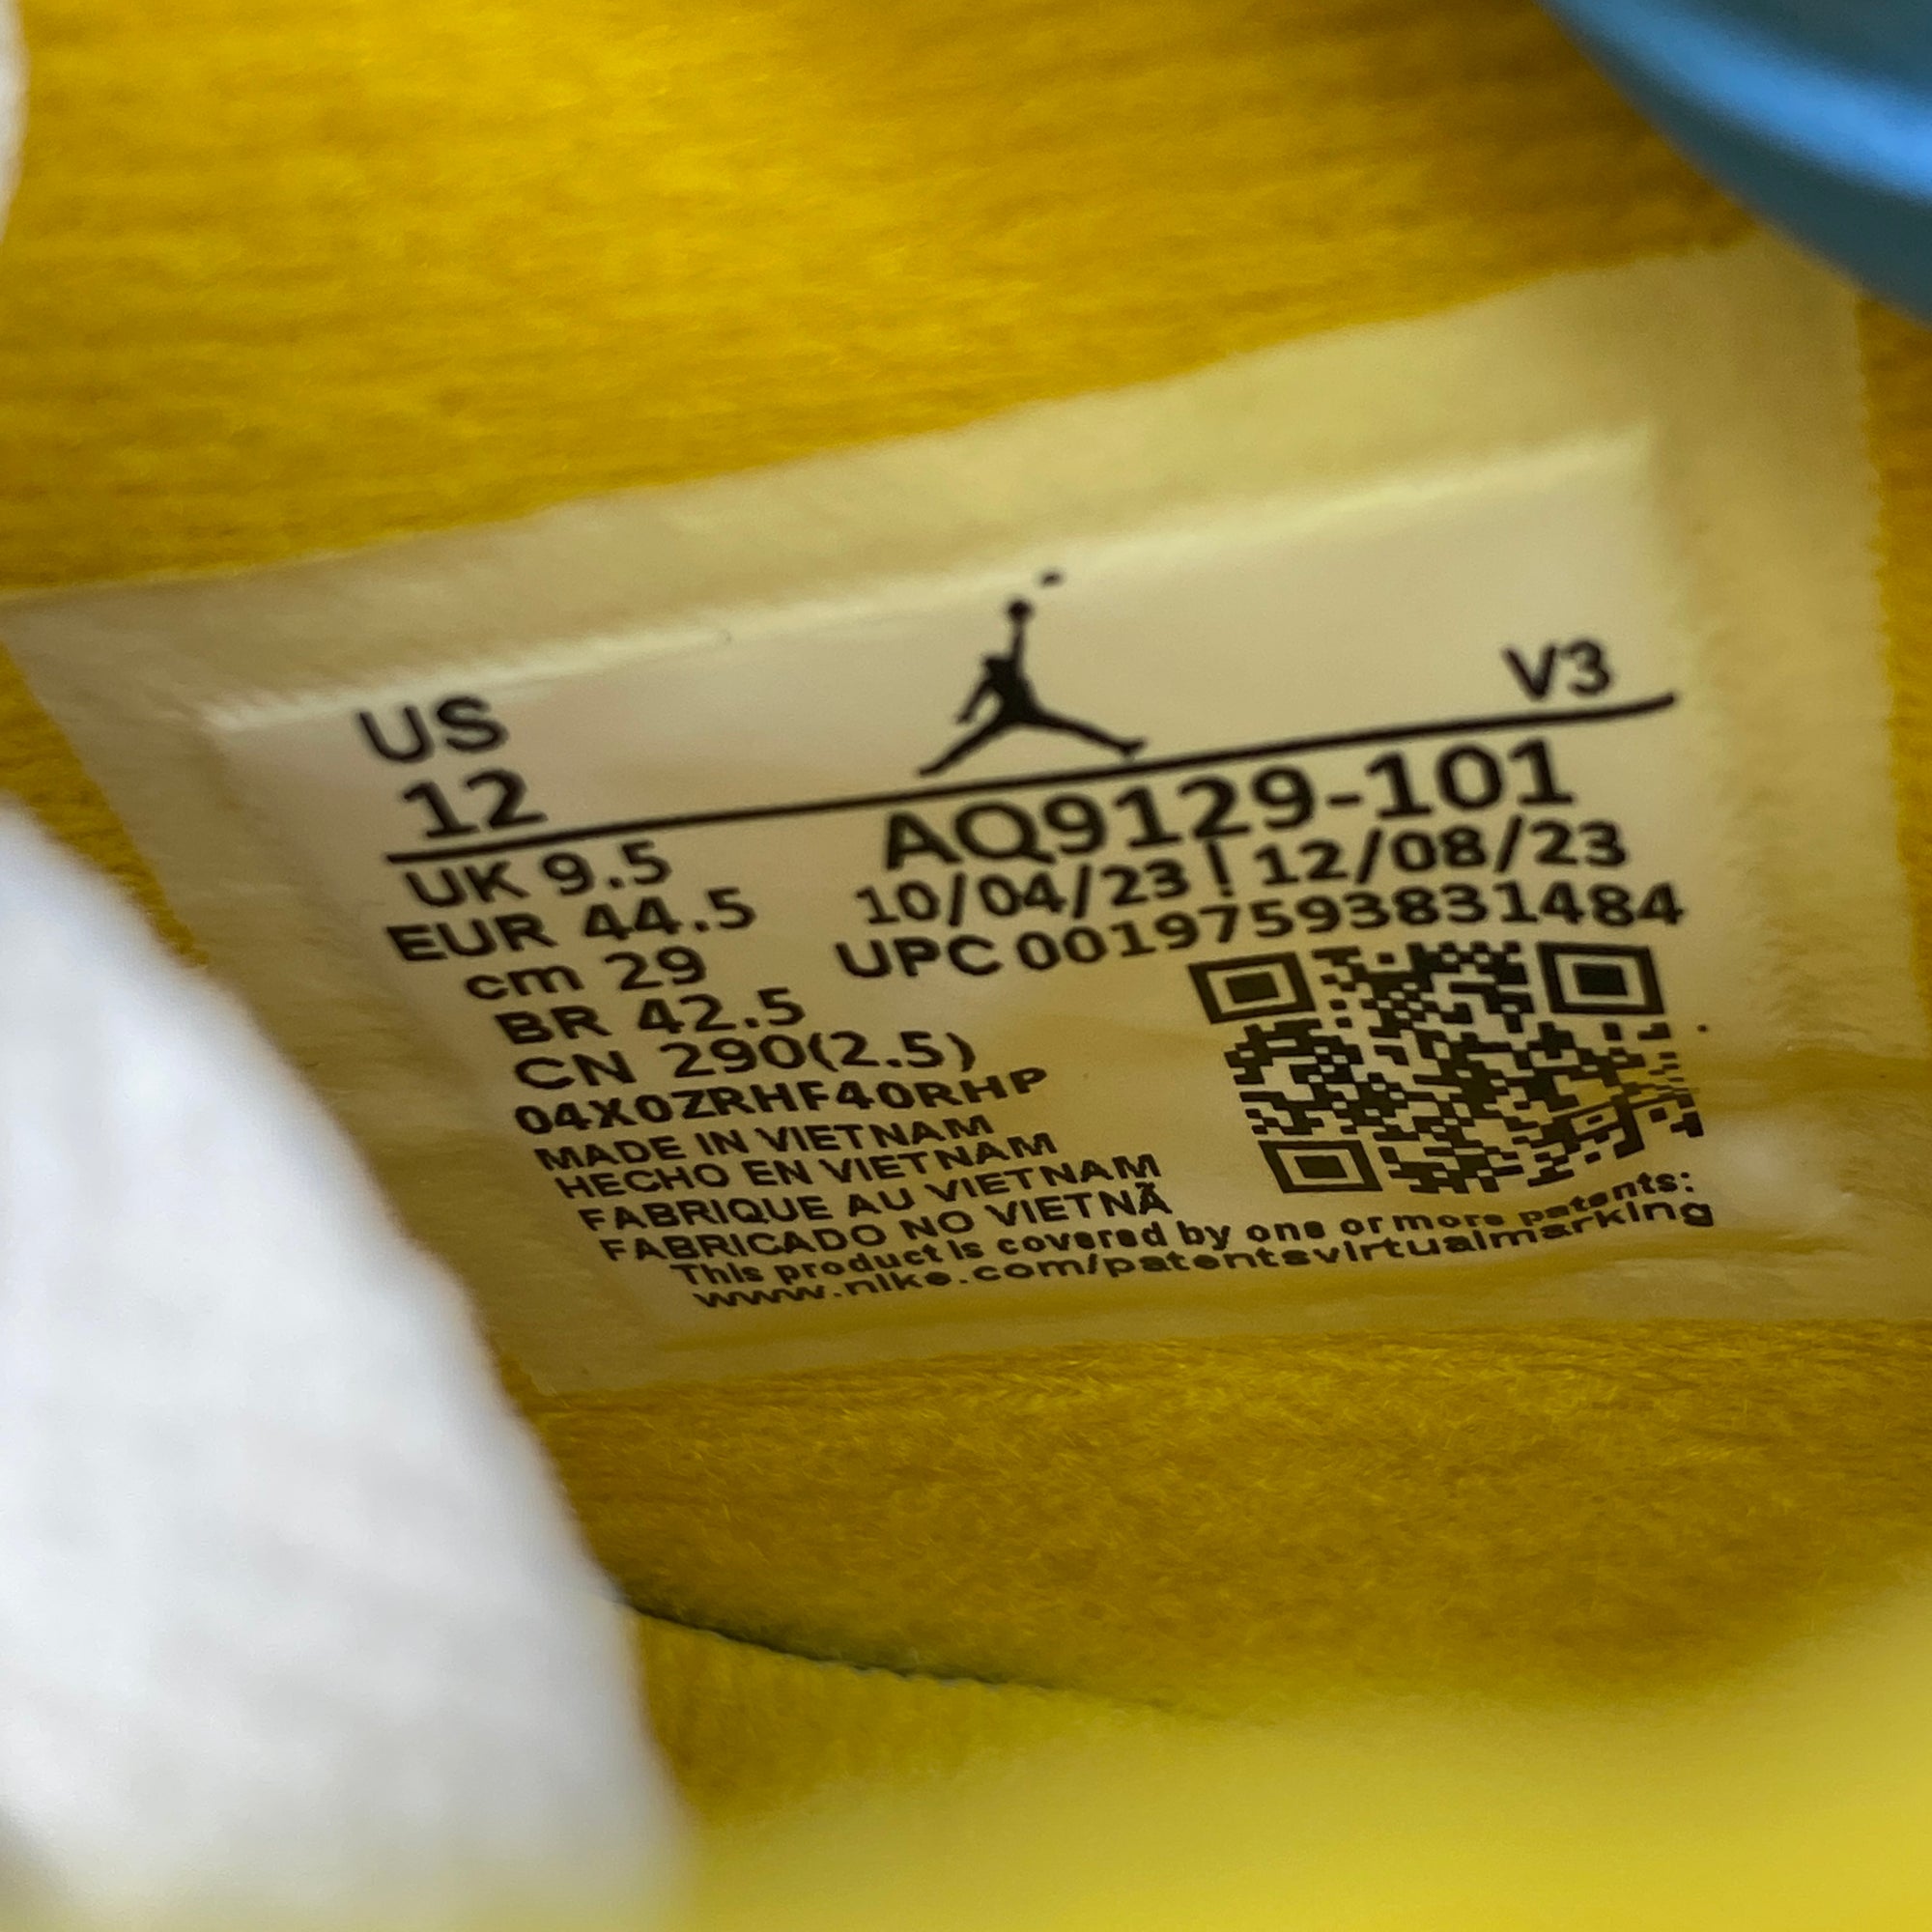 US
12
V3
UK 9.5
EUR 44.5
cm 29
BR 42.5
CN 290(2.5)
AQ9129-101
10/04/23 | 12/08/23
UPC 00197593831484
04X0ZRHF40RHP
MADE IN VIETNAM
HECHO EN VIETNAM
FABRIQUE AU VIETNAM
FABRICADO NO VIETNÃ
This product is covered by one or more patents:
www.nike.com/patentsvirtualmarking